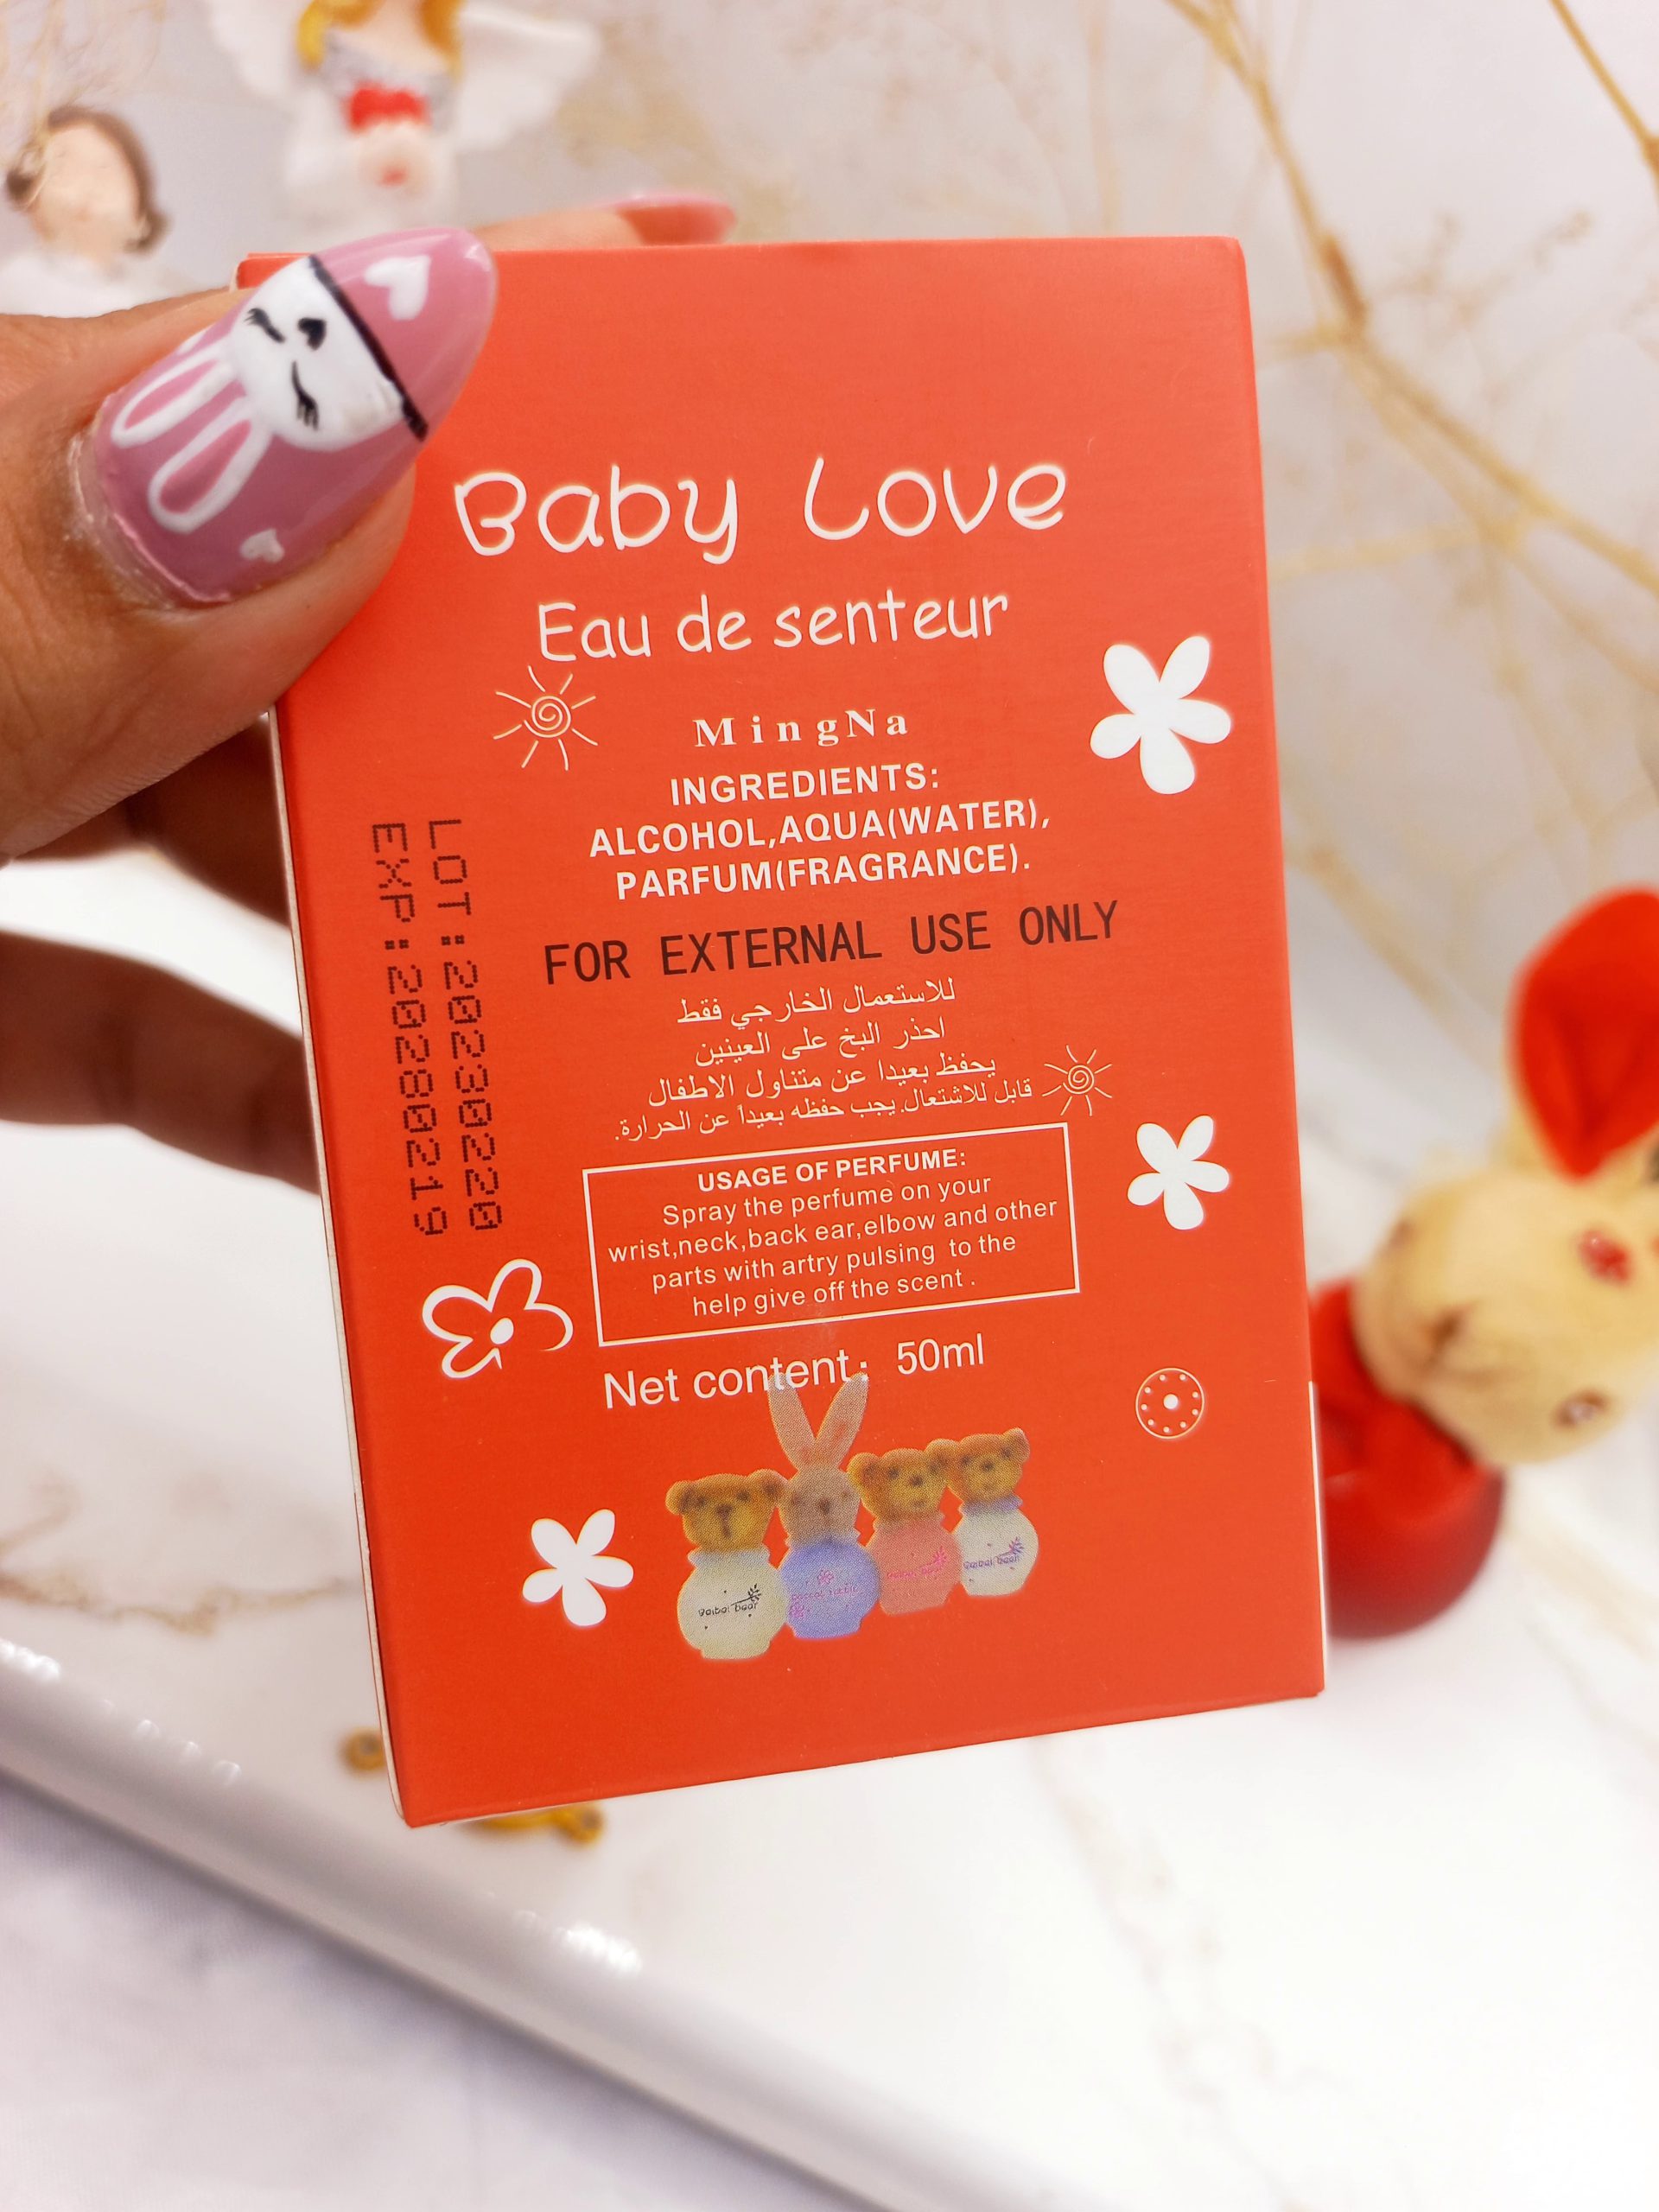 Baby Love
Eau de senteur
MingNa
INGREDIENTS:
ALCOHOL,AQUA(WATER),
PARFUM(FRAGRANCE).
FOR EXTERNAL USE ONLY
للاستعمال الخارجي فقط
احذر البخ على العينين
يحفظ بعيدا عن متناول الاطفال
قابل للاشتعال.يجب حفظه بعيداً عن الحرارة.
LOT:20230220
EXP:20280219
USAGE OF PERFUME:
Spray the perfume on your
wrist,neck,back ear,elbow and other
parts with artry pulsing to the
help give off the scent .
Net content: 50ml
bear
bear